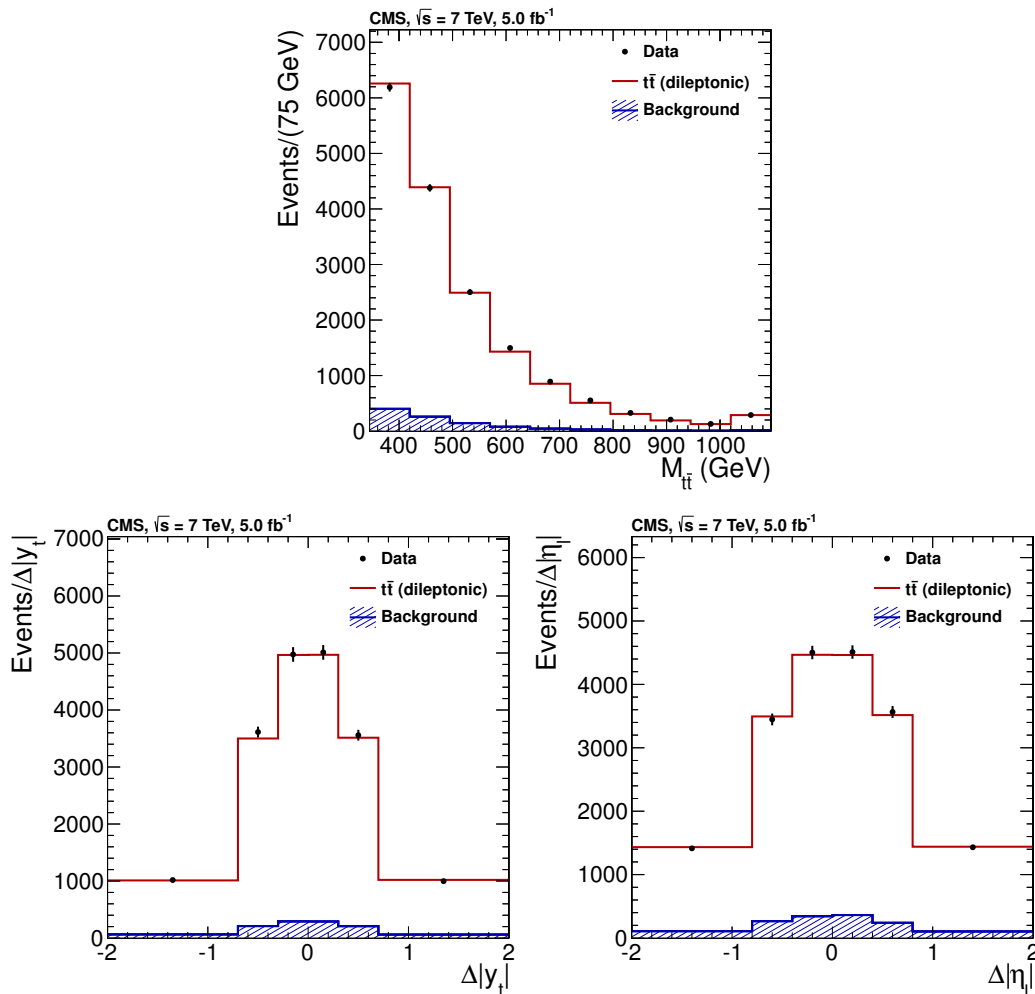 CMS, √s = 7 TeV, 5.0 fb⁻¹
Events/(75 GeV)
7000
6000
5000
4000
3000
2000
1000
0
Data
tt̄ (dileptonic)
Background
400 500 600 700 800 900 1000
M_tt̄ (GeV)
CMS, √s = 7 TeV, 5.0 fb⁻¹
Events/Δ|y_t|
7000
6000
5000
4000
3000
2000
1000
0
Data
tt̄ (dileptonic)
Background
-2 -1 0 1 2
Δ|y_t|
CMS, √s = 7 TeV, 5.0 fb⁻¹
Events/Δ|η_l|
6000
5000
4000
3000
2000
1000
0
Data
tt̄ (dileptonic)
Background
-2 -1 0 1 2
Δ|η_l|